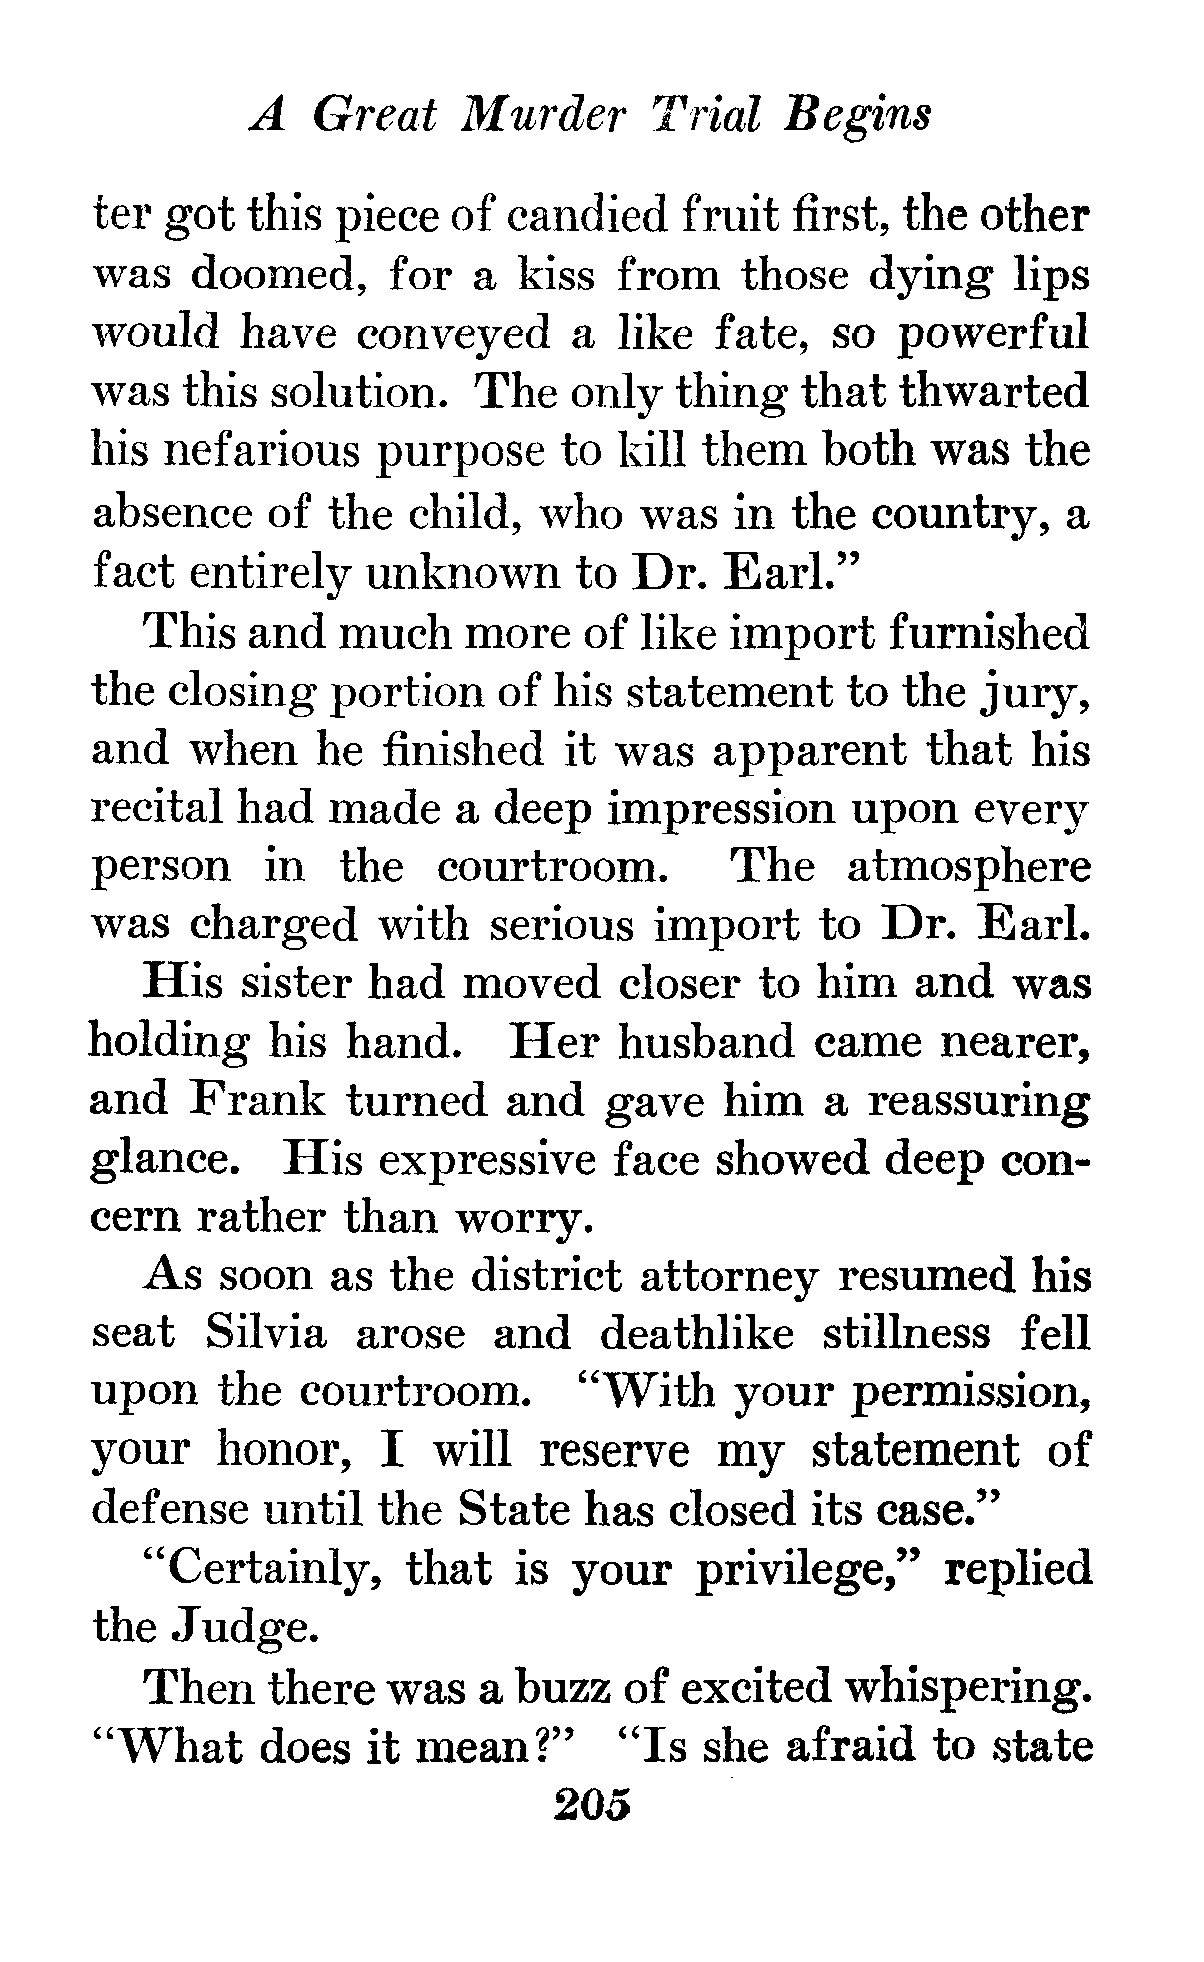 A Great Murder Trial Begins
ter got this piece of candied fruit first, the other
was doomed, for a kiss from those dying lips
would have conveyed a like fate, so powerful
was this solution. The only thing that thwarted
his nefarious purpose to kill them both was the
absence of the child, who was in the country, a
fact entirely unknown to Dr. Earl.”
This and much more of like import furnished
the closing portion of his statement to the jury,
and when he finished it was apparent that his
recital had made a deep impression upon every
person in the courtroom. The atmosphere
was charged with serious import to Dr. Earl.
His sister had moved closer to him and was
holding his hand. Her husband came nearer,
and Frank turned and gave him a reassuring
glance. His expressive face showed deep con-
cern rather than worry.
As soon as the district attorney resumed his
seat Silvia arose and deathlike stillness fell
upon the courtroom. “With your permission,
your honor, I will reserve my statement of
defense until the State has closed its case.”
“Certainly, that is your privilege,” replied
the Judge.
Then there was a buzz of excited whispering.
“What does it mean?” “Is she afraid to state
205